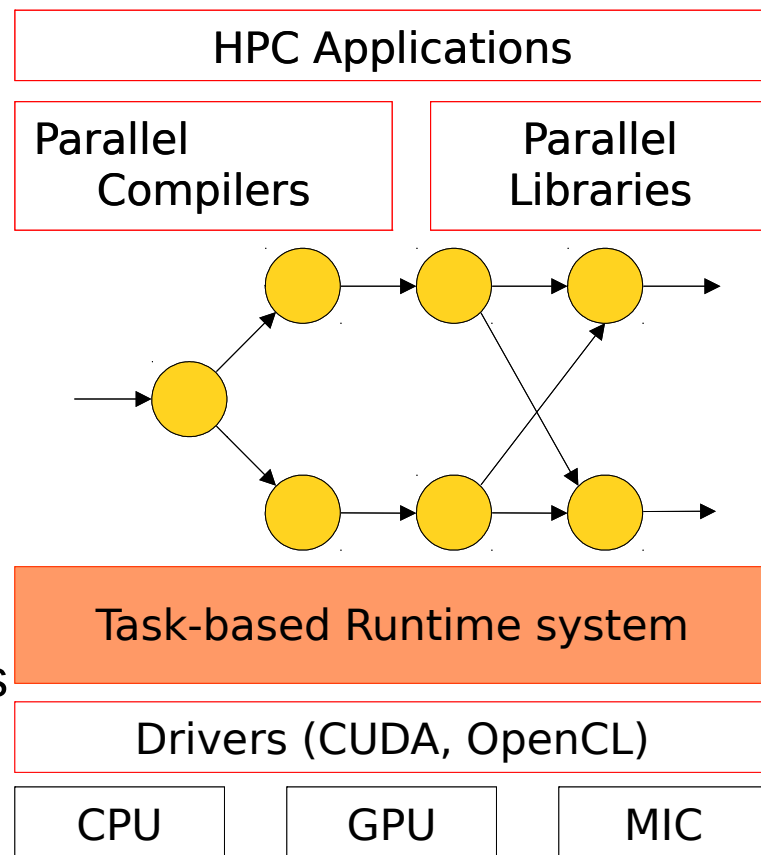 HPC Applications
Parallel
Compilers
Parallel
Libraries
Task-based Runtime system
s
Drivers (CUDA, OpenCL)
CPU
GPU
MIC